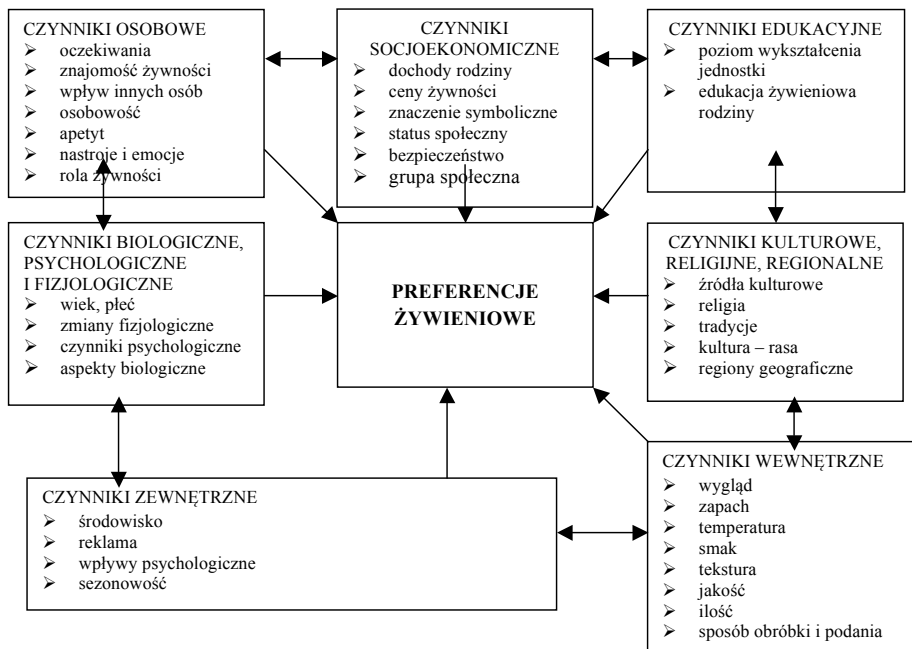 CZYNNIKI OSOBOWE
➢ oczekiwania
➢ znajomość żywności
➢ wpływ innych osób
➢ osobowość
➢ apetyt
➢ nastroje i emocje
➢ rola żywności
CZYNNIKI
SOCJOEKONOMICZNE
➢ dochody rodziny
➢ ceny żywności
➢ znaczenie symboliczne
➢ status społeczny
➢ bezpieczeństwo
➢ grupa społeczna
CZYNNIKI EDUKACYJNE
➢ poziom wykształcenia
jednostki
➢ edukacja żywieniowa
rodziny
CZYNNIKI BIOLOGICZNE,
PSYCHOLOGICZNE
I FIZJOLOGICZNE
➢ wiek, płeć
➢ zmiany fizjologiczne
➢ czynniki psychologiczne
➢ aspekty biologiczne
PREFERENCJE
ŻYWIENIOWE
CZYNNIKI KULTUROWE,
RELIGIJNE, REGIONALNE
➢ źródła kulturowe
➢ religia
➢ tradycje
➢ kultura – rasa
➢ regiony geograficzne
CZYNNIKI ZEWNĘTRZNE
➢ środowisko
➢ reklama
➢ wpływy psychologiczne
➢ sezonowość
CZYNNIKI WEWNĘTRZNE
➢ wygląd
➢ zapach
➢ temperatura
➢ smak
➢ tekstura
➢ jakość
➢ ilość
➢ sposób obróbki i podania